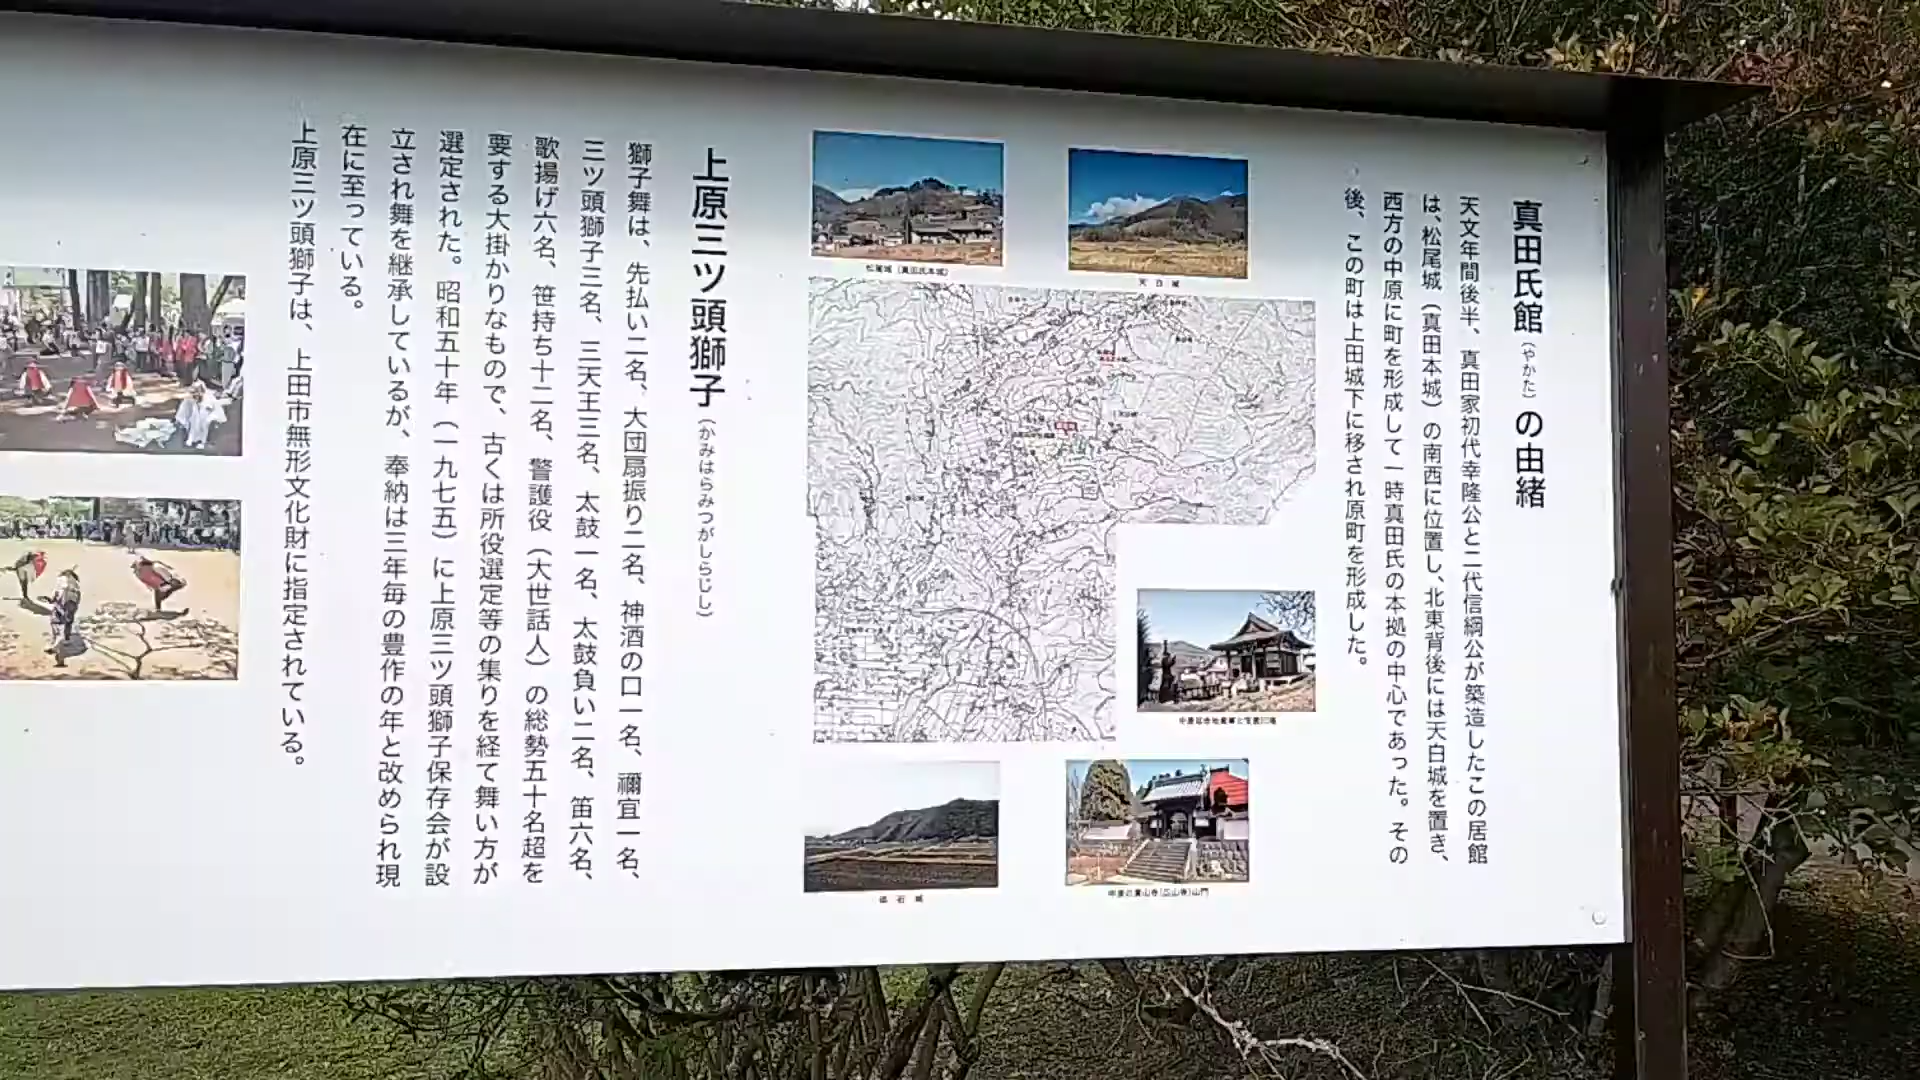 真田氏館（やかた）の由緒
天文年間後半、真田家初代幸隆公と二代信綱公が築造したこの居館
は、松尾城（真田本城）の南西に位置し、北東背後には天白城を置き、
西方の中原に町を形成して一時真田氏の本拠の中心であった。その
後、この町は上田城下に移され原町を形成した。
松尾城（真田氏本城）
天白城
上原三ツ頭獅子（かみはらみつがしらじし）
獅子舞は、先払い二名、大団扇振り二名、神酒の口一名、禰宜一名、
三ツ頭獅子三名、三天王三名、太鼓一名、太鼓負い二名、笛六名、
歌揚げ六名、笹持ち十二名、警護役（大世話人）の総勢五十名超を
要する大掛かりなもので、古くは所役選定等の集りを経て舞い方が
選定された。昭和五十年（一九七五）に上原三ツ頭獅子保存会が設
立され舞を継承しているが、奉納は三年毎の豊作の年と改められ現
在に至っている。
上原三ツ頭獅子は、上田市無形文化財に指定されている。